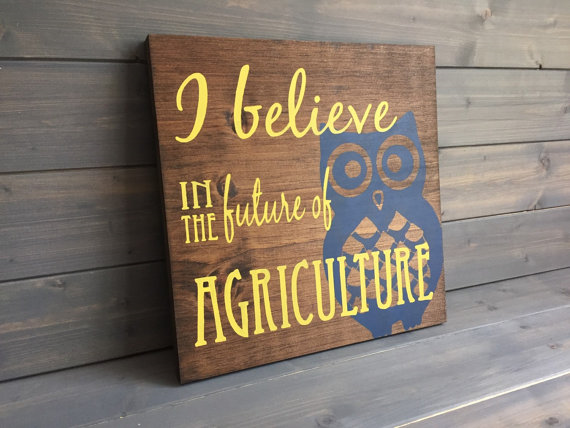 I believe
IN THE future of
AGRICULTURE